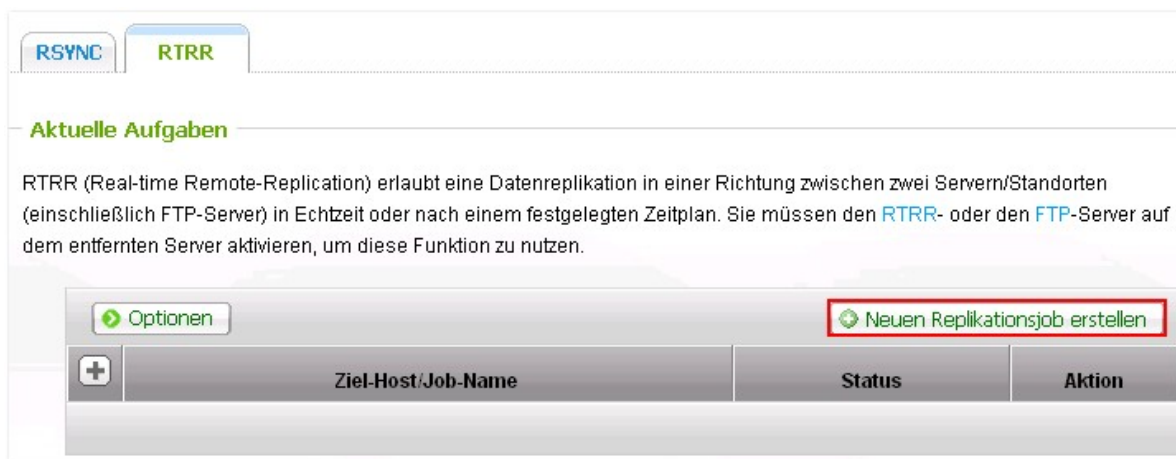 RSYNC RTRR
Aktuelle Aufgaben
RTRR (Real-time Remote-Replication) erlaubt eine Datenreplikation in einer Richtung zwischen zwei Servern/Standorten
(einschließlich FTP-Server) in Echtzeit oder nach einem festgelegten Zeitplan. Sie müssen den RTRR- oder den FTP-Server auf
dem entfernten Server aktivieren, um diese Funktion zu nutzen.
Optionen Neuen Replikationsjob erstellen
Ziel-Host/Job-Name Status Aktion